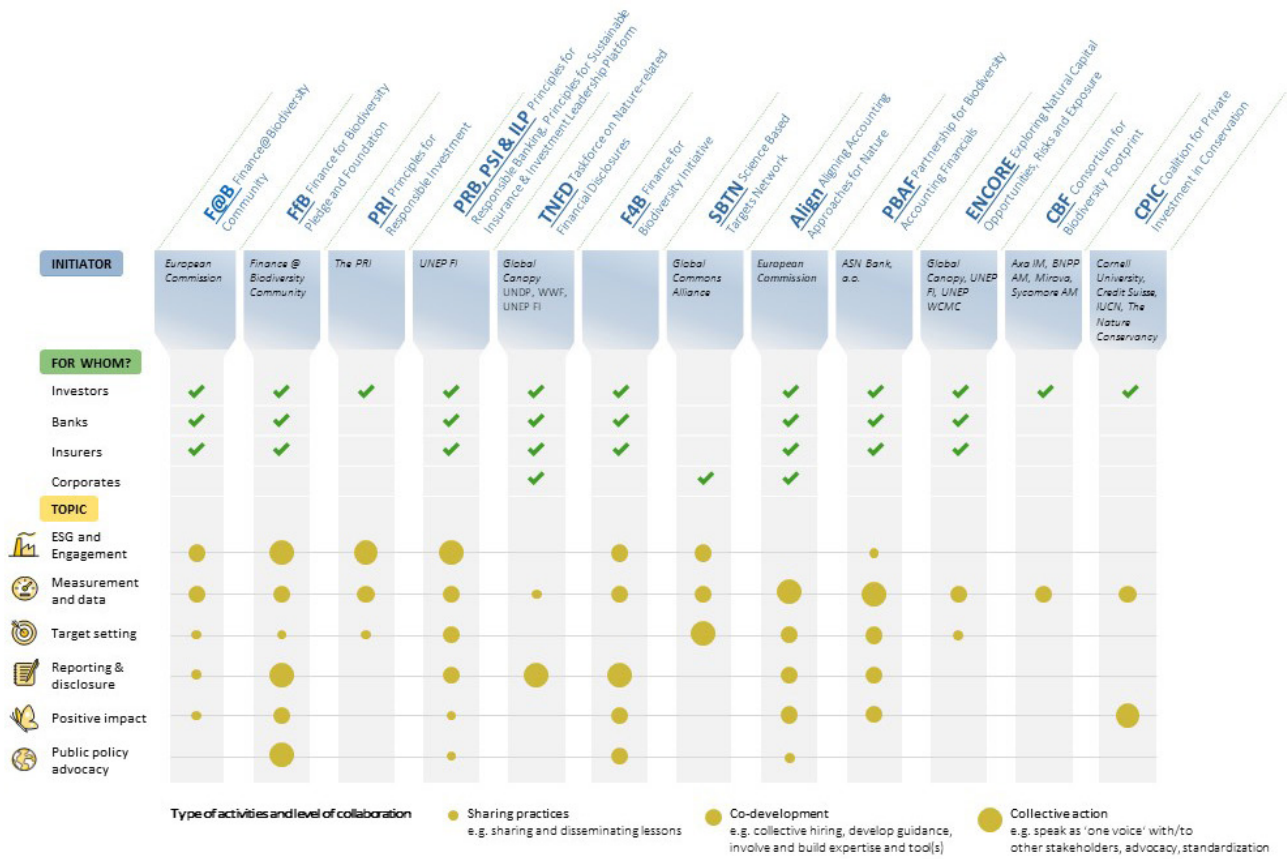 F@B Finance@Biodiversity
Community
FfB Finance for Biodiversity
Pledge and Foundation
PRI Principles for
Responsible Investment
PRB, PSI & ILP Principles for
Responsible Banking, Principles for Sustainable
Insurance & Investment Leadership Platform
TNFD Taskforce on Nature-related
Financial Disclosures
F4B Finance for
Biodiversity Initiative
SBTN Science Based
Targets Network
Align Aligning Accounting
Approaches for Nature
PBAF Partnership for Biodiversity
Accounting Financials
ENCORE Exploring Natural Capital
Opportunities, Risks and Exposure
CBF Consortium for
Biodiversity Footprint
CPIC Coalition for Private
Investment in Conservation
INITIATOR
European
Commission
Finance @
Biodiversity
Community
The PRI
UNEP FI
Global
Canopy
UNDP, WWF,
UNEP FI
Global
Commons
Alliance
European
Commission
ASN Bank,
a.o.
Global
Canopy, UNEP
FI, UNEP
WCMC
Axa IM, BNPP
AM, Mirova,
Sycomore AM
Cornell
University,
Credit Suisse,
IUCN, The
Nature
Conservancy
FOR WHOM?
Investors
Banks
Insurers
Corporates
TOPIC
ESG and
Engagement
Measurement
and data
Target setting
Reporting &
disclosure
Positive impact
Public policy
advocacy
Type of activities and level of collaboration
Sharing practices
e.g. sharing and disseminating lessons
Co-development
e.g. collective hiring, develop guidance,
involve and build expertise and tool(s)
Collective action
e.g. speak as 'one voice' with/to
other stakeholders, advocacy, standardization